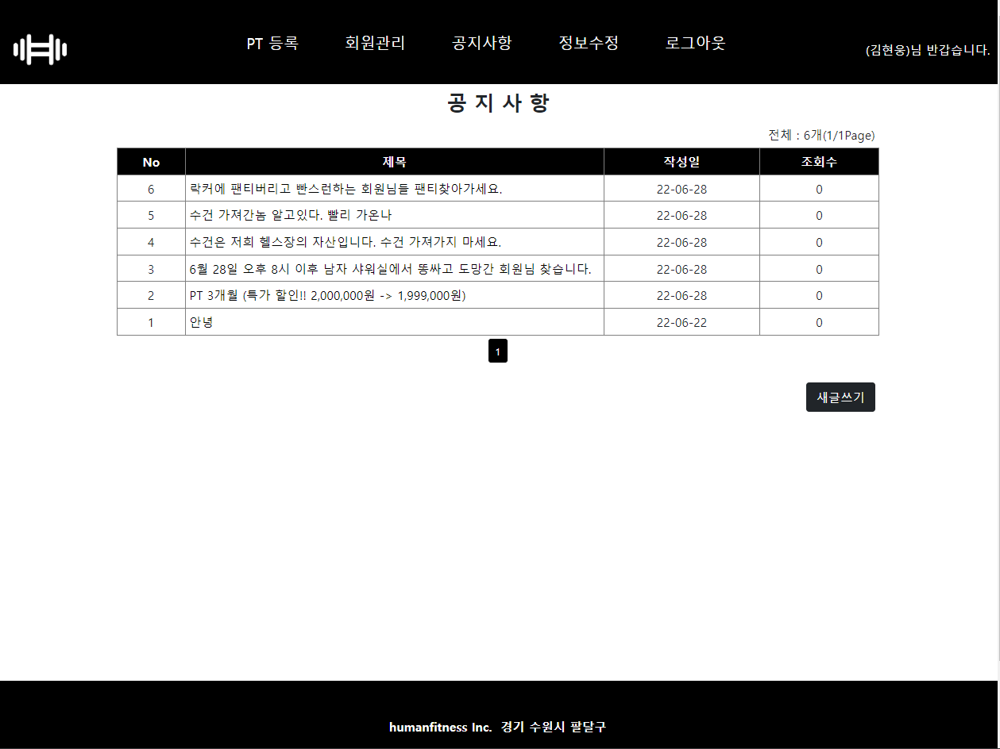 PT 등록 회원관리 공지사항 정보수정 로그아웃 (김현웅)님 반갑습니다.
공 지 사 항
전체 : 6개(1/1Page)
No 제목 작성일 조회수
6 락커에 팬티버리고 빤스런하는 회원님들 팬티찾아가세요. 22-06-28 0
5 수건 가져간놈 알고있다. 빨리 가온나 22-06-28 0
4 수건은 저희 헬스장의 자산입니다. 수건 가져가지 마세요. 22-06-28 0
3 6월 28일 오후 8시 이후 남자 샤워실에서 똥싸고 도망간 회원님 찾습니다. 22-06-28 0
2 PT 3개월 (특가 할인!! 2,000,000원 -> 1,999,000원) 22-06-28 0
1 안녕 22-06-22 0
1
새글쓰기
humanfitness Inc. 경기 수원시 팔달구